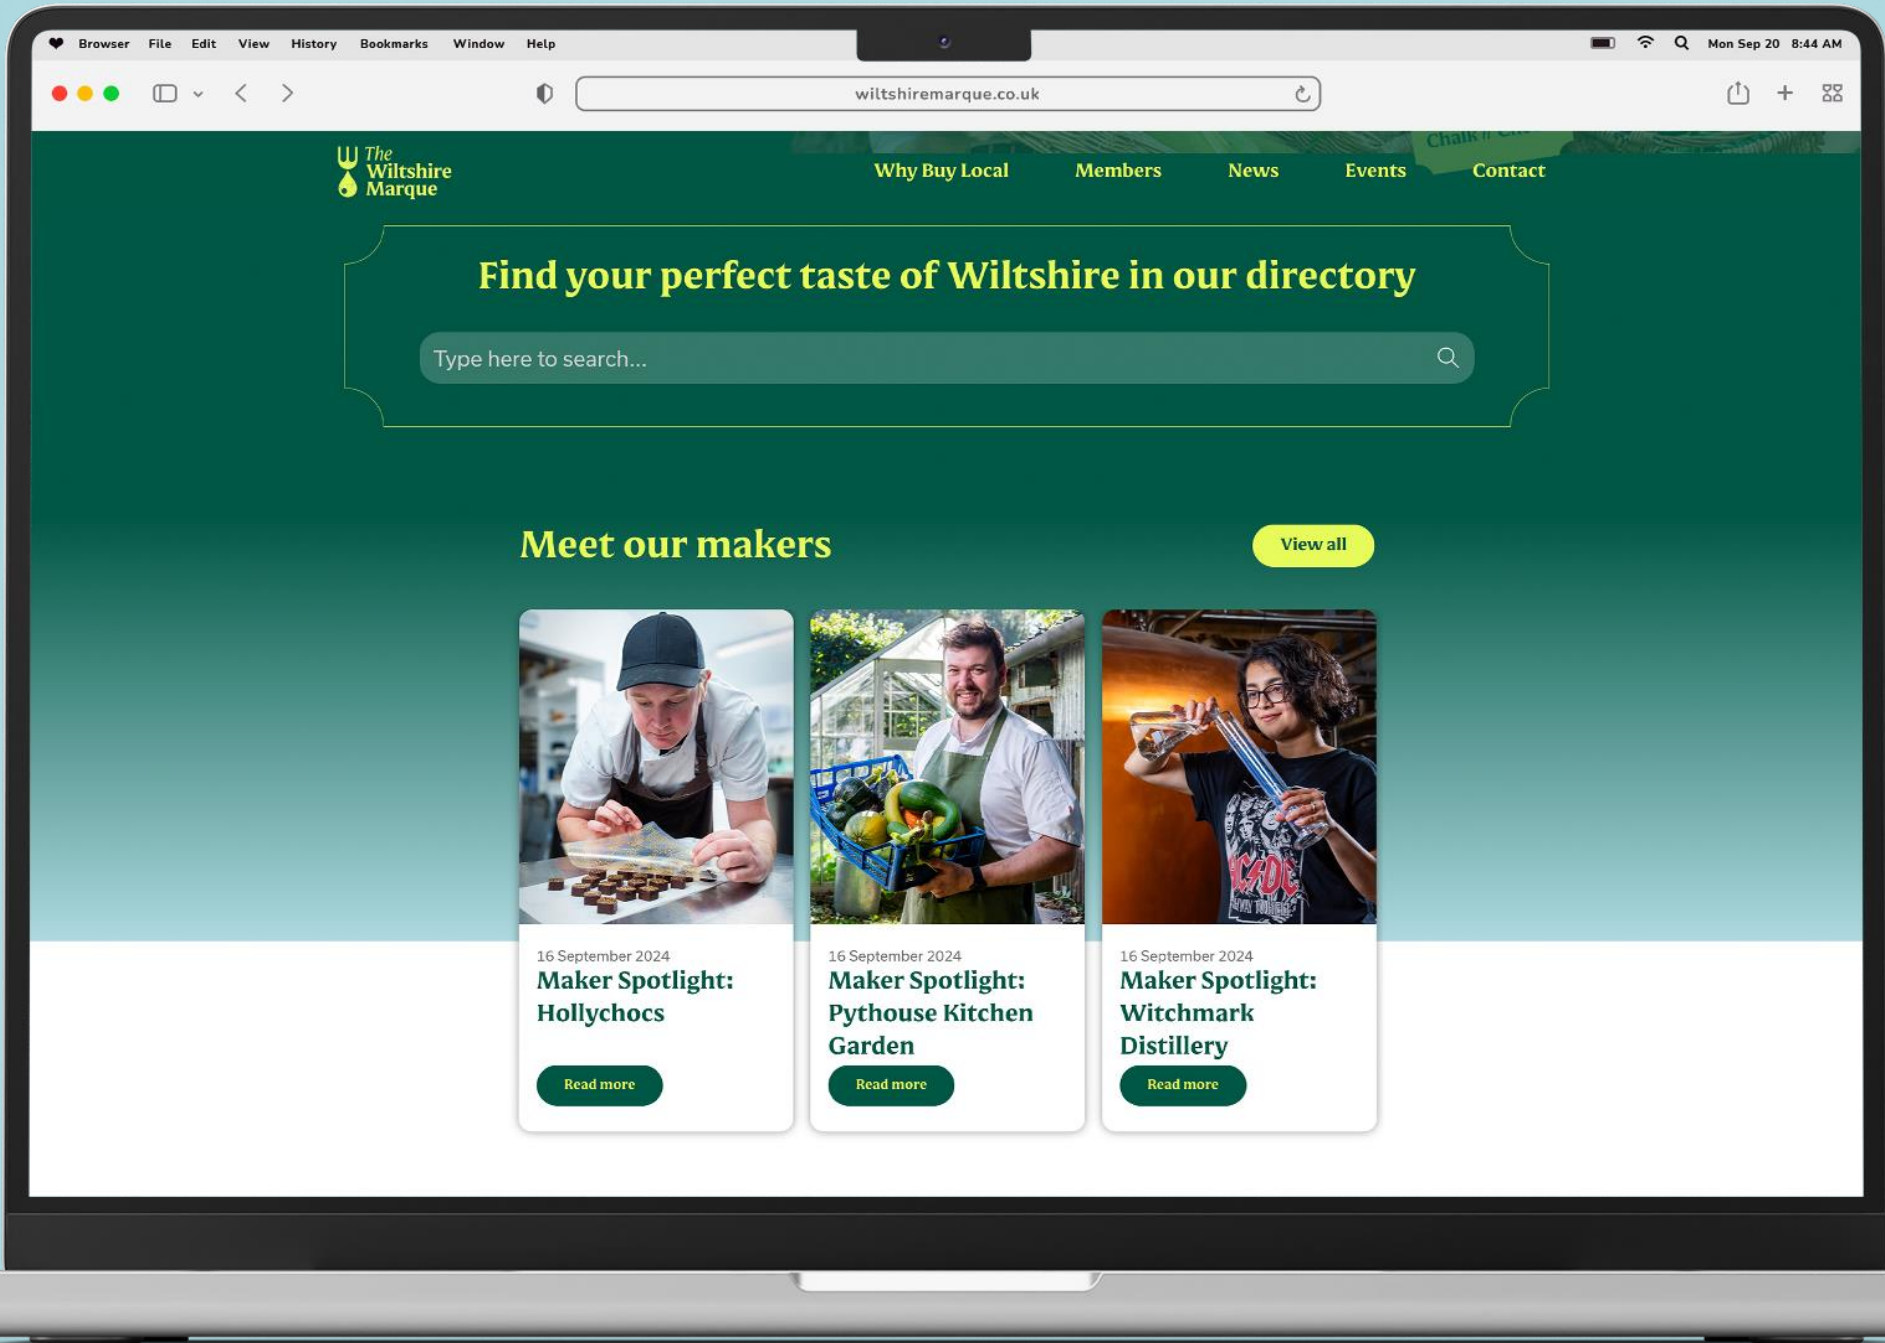 Browser File Edit View History Bookmarks Window Help
Mon Sep 20 8:44 AM
wiltshiremarque.co.uk
The
Wiltshire
Marque
Why Buy Local Members News Events Contact
Find your perfect taste of Wiltshire in our directory
Type here to search...
Meet our makers
View all
AC/DC
16 September 2024
Maker Spotlight:
Hollychocs
Read more
16 September 2024
Maker Spotlight:
Pythouse Kitchen
Garden
Read more
16 September 2024
Maker Spotlight:
Witchmark
Distillery
Read more